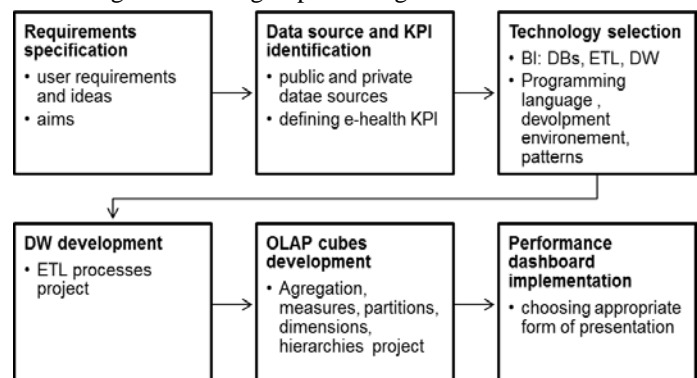 Requirements
specification
• user requirements
and ideas
• aims
Data source and KPI
identification
• public and private
datae sources
• defining e-health KPI
Technology selection
• BI: DBs, ETL, DW
• Programming
language ,
devolpment
environement,
patterns
DW development
• ETL processes
project
OLAP cubes
development
• Agregation,
measures, partitions,
dimensions,
hierarchies project
Performance
dashboard
implementation
• choosing appropriate
form of presentation